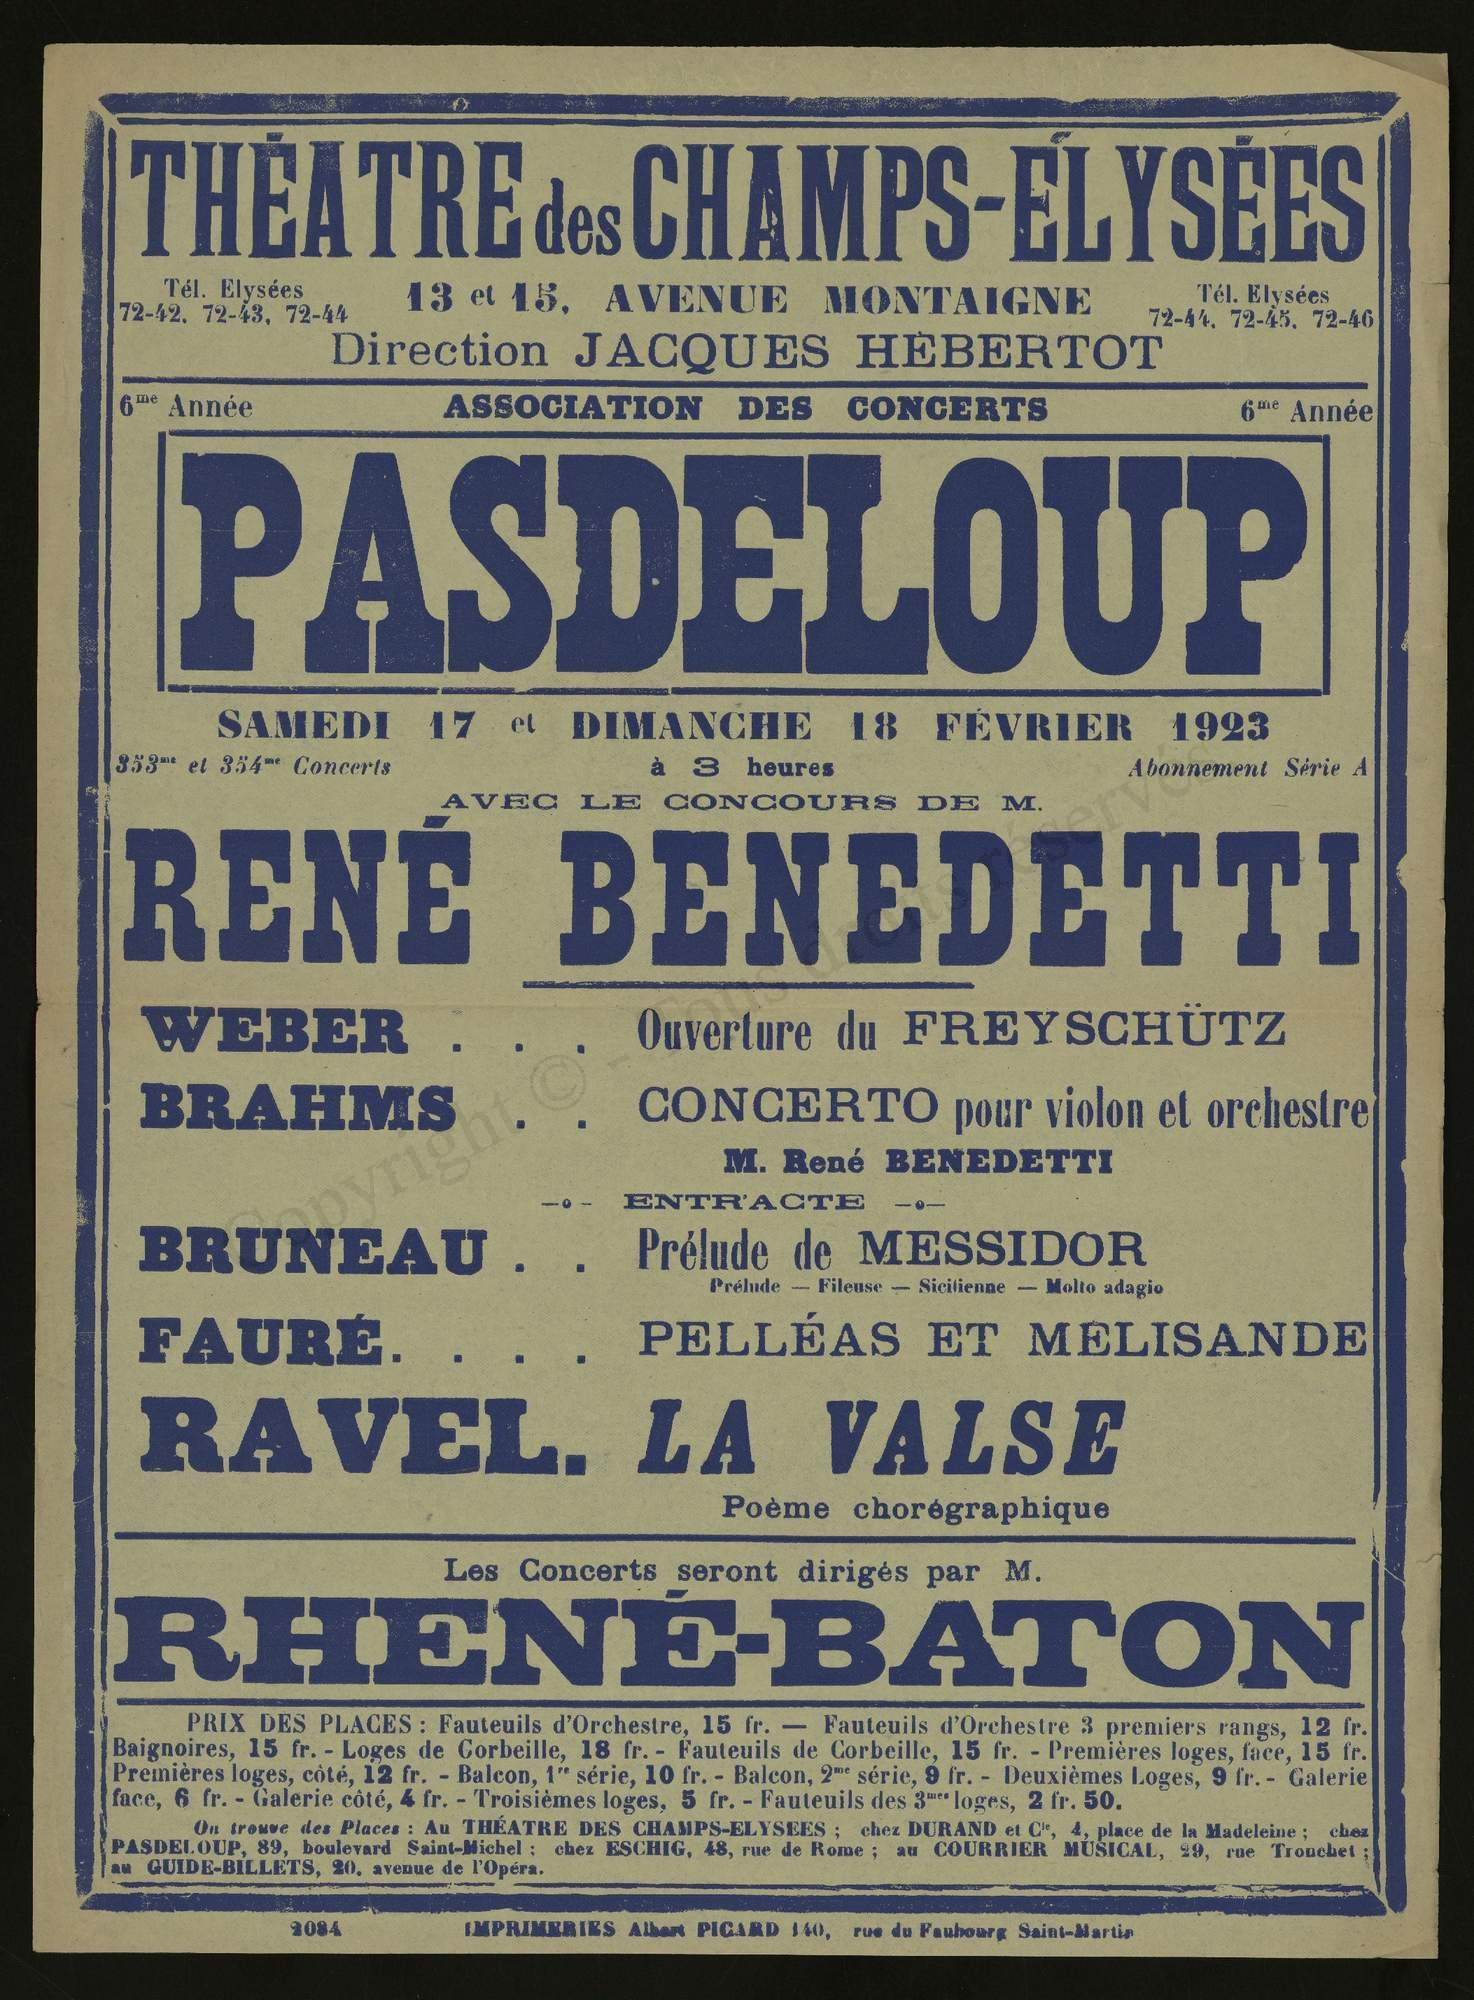 THÉATRE des CHAMPS-ELYSÉES
Tél. Elysées
72-42, 72-43, 72-44
13 et 15, AVENUE MONTAIGNE
Tél. Elysées
72-44, 72-45, 72-46
Direction JACQUES HÉBERTOT
6me Année
ASSOCIATION DES CONCERTS
6me Année
PASDELOUP
SAMEDI 17 et DIMANCHE 18 FÉVRIER 1923
353me et 354me Concerts
à 3 heures
Abonnement Série A
AVEC LE CONCOURS DE M.
RENÉ BENEDETTI
WEBER . . . Ouverture du FREYSCHÜTZ
BRAHMS . . CONCERTO pour violon et orchestre
M. René BENEDETTI
—o— ENTR'ACTE —o—
BRUNEAU . . Prélude de MESSIDOR
Prélude — Fileuse — Sicilienne — Molto adagio
FAURÉ. . . . PELLÉAS ET MÉLISANDE
RAVEL. LA VALSE
Poème chorégraphique
Les Concerts seront dirigés par M.
RHENÉ-BATON
PRIX DES PLACES : Fauteuils d'Orchestre, 15 fr. — Fauteuils d'Orchestre 3 premiers rangs, 12 fr.
Baignoires, 15 fr. - Loges de Corbeille, 18 fr. - Fauteuils de Corbeille, 15 fr. - Premières loges, face, 15 fr.
Premières loges, côté, 12 fr. - Balcon, 1re série, 10 fr. - Balcon, 2me série, 9 fr. - Deuxièmes Loges, 9 fr. - Galerie
face, 6 fr. - Galerie côté, 4 fr. - Troisièmes loges, 5 fr. - Fauteuils des 3mes loges, 2 fr. 50.
On trouve des Places : Au THÉATRE DES CHAMPS-ELYSEES ; chez DURAND et Cie, 4, place de la Madeleine ; chez
PASDELOUP, 89, boulevard Saint-Michel ; chez ESCHIG, 48, rue de Rome ; au COURRIER MUSICAL, 29, rue Tronchet ;
au GUIDE-BILLETS, 20, avenue de l'Opéra.
2084
IMPRIMERIES Albert PICARD 140, rue du Faubourg Saint-Martin
Copyright © - Tous droits réservés